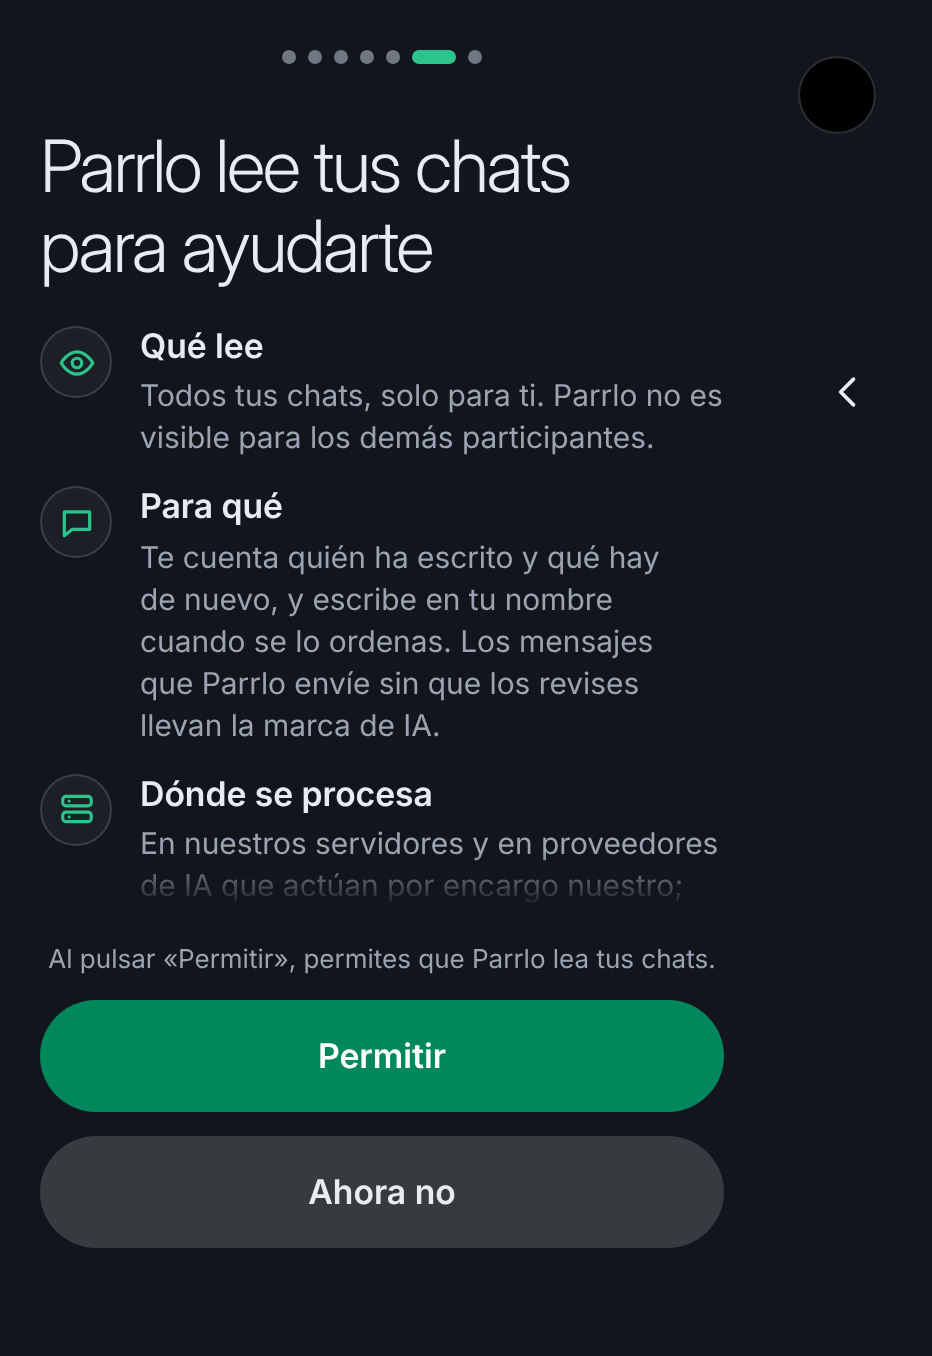 Parrlo lee tus chats
para ayudarte
Qué lee
Todos tus chats, solo para ti. Parrlo no es
visible para los demás participantes.
Para qué
Te cuenta quién ha escrito y qué hay
de nuevo, y escribe en tu nombre
cuando se lo ordenas. Los mensajes
que Parrlo envíe sin que los revises
llevan la marca de IA.
Dónde se procesa
En nuestros servidores y en proveedores
de IA que actúan por encargo nuestro;
Al pulsar «Permitir», permites que Parrlo lea tus chats.
Permitir
Ahora no